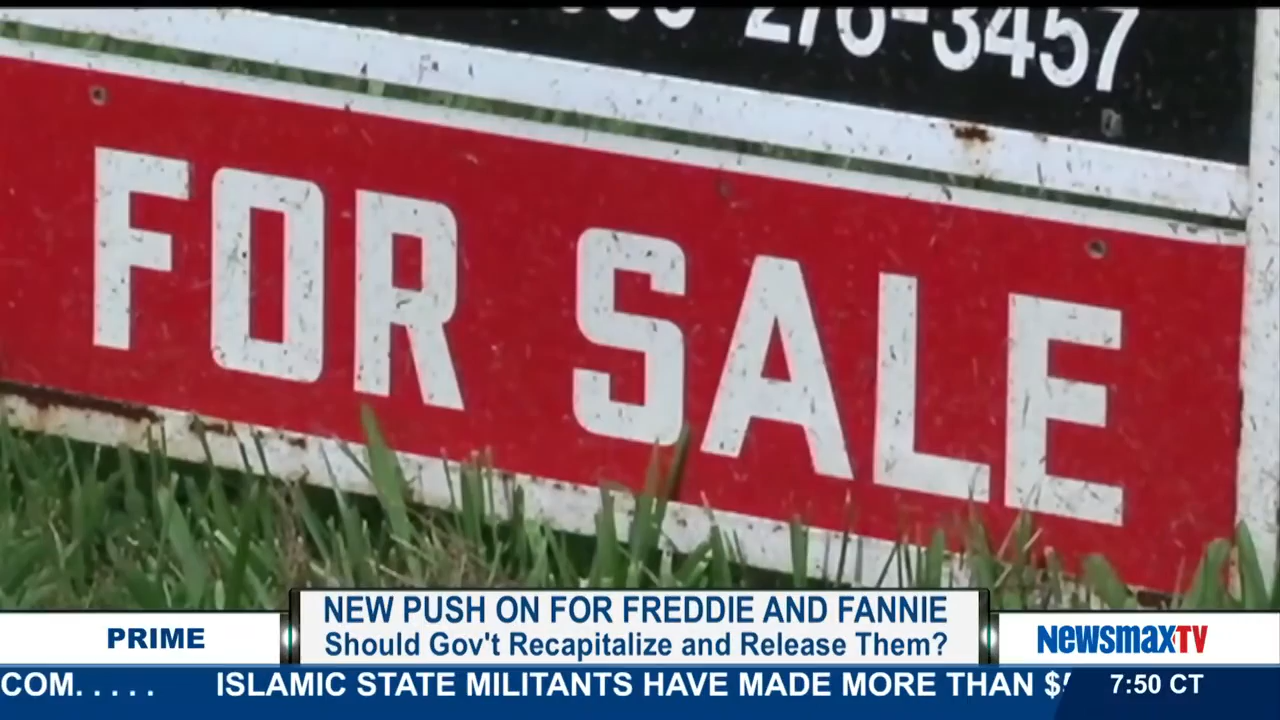 276-3457
FOR SALE
NEW PUSH ON FOR FREDDIE AND FANNIE
Should Gov't Recapitalize and Release Them?
PRIME
NEWSMAXTV
COM. . . . . ISLAMIC STATE MILITANTS HAVE MADE MORE THAN
7:50 CT